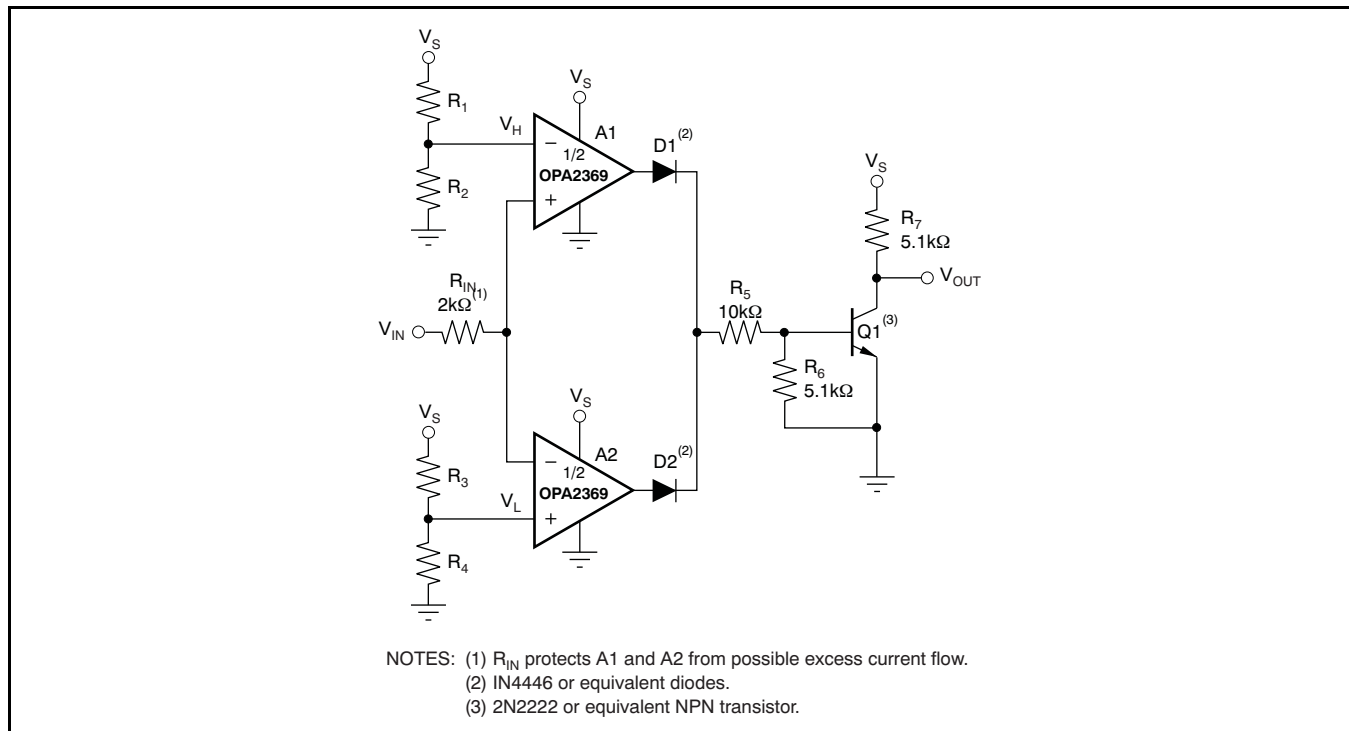 V_S
R_1
V_H
R_2
V_S
A1
−
1/2
OPA2369
+
D1(2)
R_IN
2kΩ(1)
V_IN
V_S
R_7
5.1kΩ
V_OUT
R_5
10kΩ
Q1(3)
R_6
5.1kΩ
V_S
R_3
V_L
R_4
V_S
A2
−
1/2
OPA2369
+
D2(2)
NOTES: (1) R_IN protects A1 and A2 from possible excess current flow.
(2) IN4446 or equivalent diodes.
(3) 2N2222 or equivalent NPN transistor.